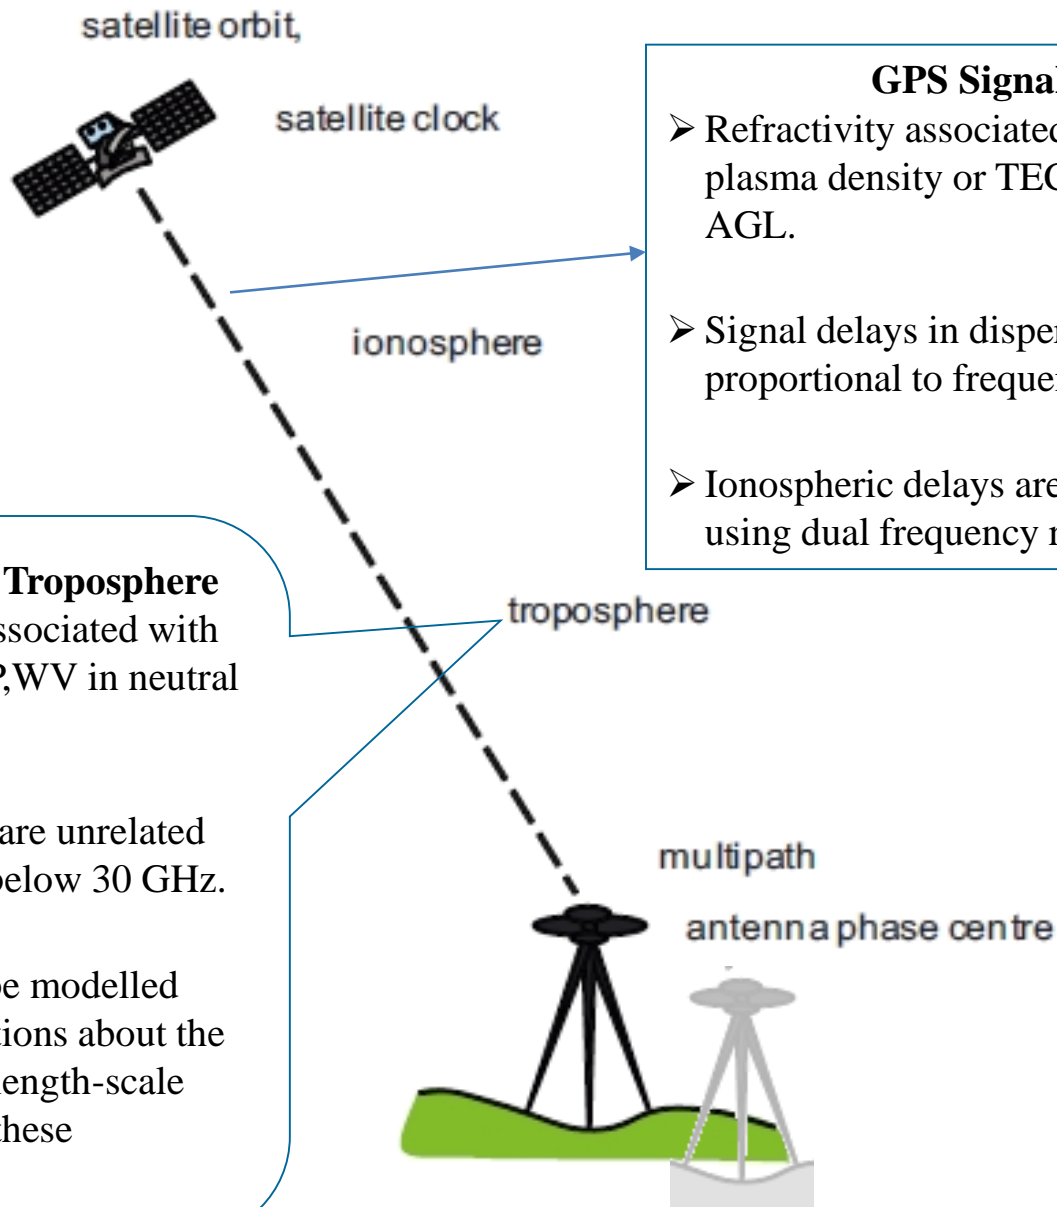 satellite orbit,
satellite clock
GPS Signal
➢ Refractivity associated
plasma density or TEC
AGL.
➢ Signal delays in disper
proportional to freque
➢ Ionospheric delays are
using dual frequency r
ionosphere
Troposphere
ssociated with
P,WV in neutral
are unrelated
below 30 GHz.
be modelled
tions about the
length-scale
these
troposphere
multipath
antenna phase centre